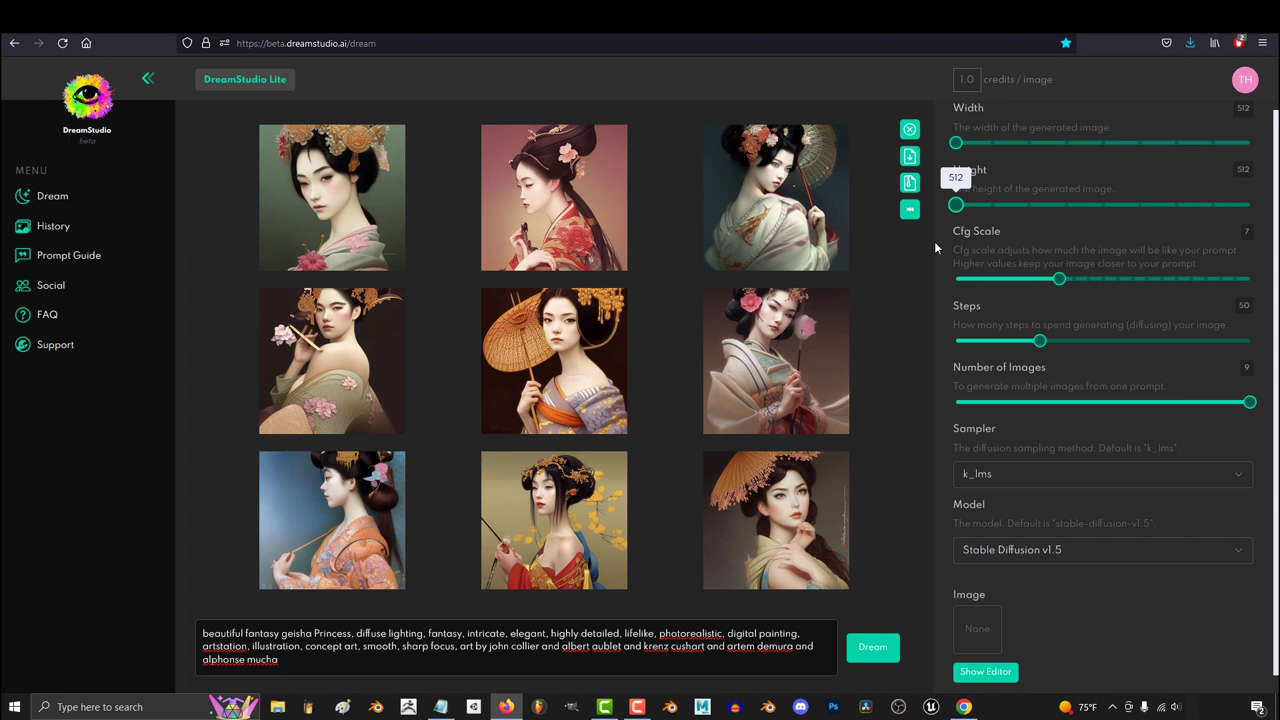 https://beta.dreamstudio.ai/dream
2
DreamStudio
beta
DreamStudio Lite
1.0 credits / image
TH
MENU
Dream
History
Prompt Guide
Social
FAQ
Support
Width 512
The width of the generated image.
512
The height of the generated image. 512
Cfg Scale 7
Cfg scale adjusts how much the image will be like your prompt.
Higher values keep your image closer to your prompt.
Steps 50
How many steps to spend generating (diffusing) your image.
Number of Images 9
To generate multiple images from one prompt.
Sampler
The diffusion sampling method. Default is "k_lms".
k_lms
Model
The model. Default is "stable-diffusion-v1.5".
Stable Diffusion v1.5
Image
None
Show Editor
beautiful fantasy geisha Princess, diffuse lighting, fantasy, intricate, elegant, highly detailed, lifelike, photorealistic, digital painting,
artstation, illustration, concept art, smooth, sharp focus, art by john collier and albert aublet and krenz cushart and artem demura and
alphonse mucha
Dream
Type here to search
75°F
2